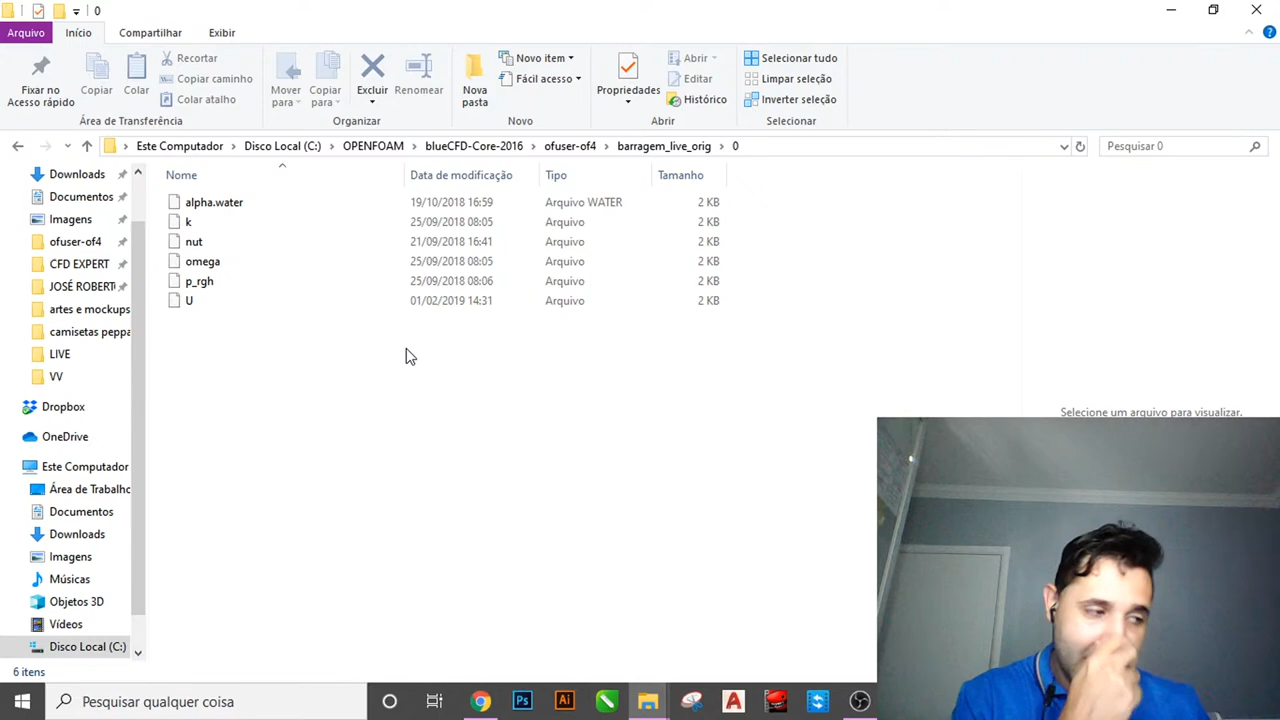 0
Arquivo Início Compartilhar Exibir
Fixar no Acesso rápido
Copiar
Colar
Recortar
Copiar caminho
Colar atalho
Mover para
Copiar para
Excluir
Renomear
Nova pasta
Novo item
Fácil acesso
Propriedades
Abrir
Editar
Histórico
Selecionar tudo
Limpar seleção
Inverter seleção
Área de Transferência Organizar Novo Abrir Selecionar
Este Computador Disco Local (C:) OPENFOAM blueCFD-Core-2016 ofuser-of4 barragem_live_orig 0
Pesquisar 0
Downloads
Documentos
Imagens
ofuser-of4
CFD EXPERT
JOSÉ ROBERT
artes e mockups
camisetas peppa
LIVE
VV
Dropbox
OneDrive
Este Computador
Área de Trabalho
Documentos
Downloads
Imagens
Músicas
Objetos 3D
Vídeos
Disco Local (C:)
Nome Data de modificação Tipo Tamanho
alpha.water 19/10/2018 16:59 Arquivo WATER 2 KB
k 25/09/2018 08:05 Arquivo 2 KB
nut 21/09/2018 16:41 Arquivo 2 KB
omega 25/09/2018 08:05 Arquivo 2 KB
p_rgh 25/09/2018 08:06 Arquivo 2 KB
U 01/02/2019 14:31 Arquivo 2 KB
Selecione um arquivo para visualizar.
6 itens
Pesquisar qualquer coisa
Ps
Ai
A